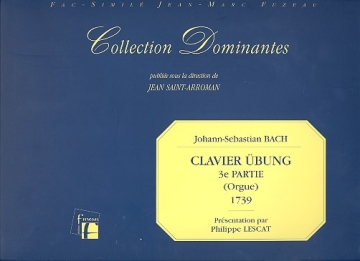 Fac-Similé Jean-Marc Fuzeau
Collection Dominantes
publiée sous la direction de
JEAN SAINT-ARROMAN
Johann-Sebastian BACH
CLAVIER ÜBUNG
3e PARTIE
(Orgue)
1739
Présentation par
Philippe LESCAT
fuzeau